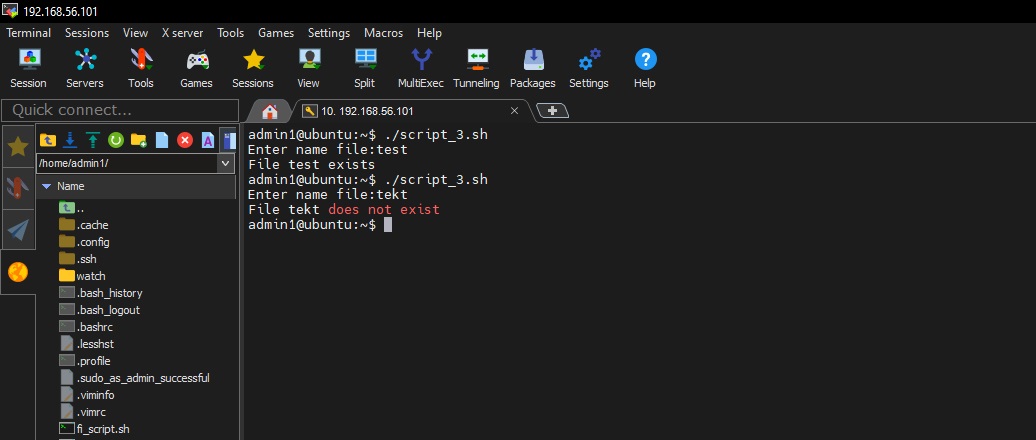 192.168.56.101
Terminal Sessions View X server Tools Games Settings Macros Help
Session Servers Tools Games Sessions View Split MultiExec Tunneling Packages Settings Help
Quick connect...
10. 192.168.56.101
/home/admin1/
Name
..
.cache
.config
.ssh
watch
.bash_history
.bash_logout
.bashrc
.lesshst
.profile
.sudo_as_admin_successful
.viminfo
.vimrc
fi_script.sh
admin1@ubuntu:~$ ./script_3.sh
Enter name file:test
File test exists
admin1@ubuntu:~$ ./script_3.sh
Enter name file:tekt
File tekt does not exist
admin1@ubuntu:~$